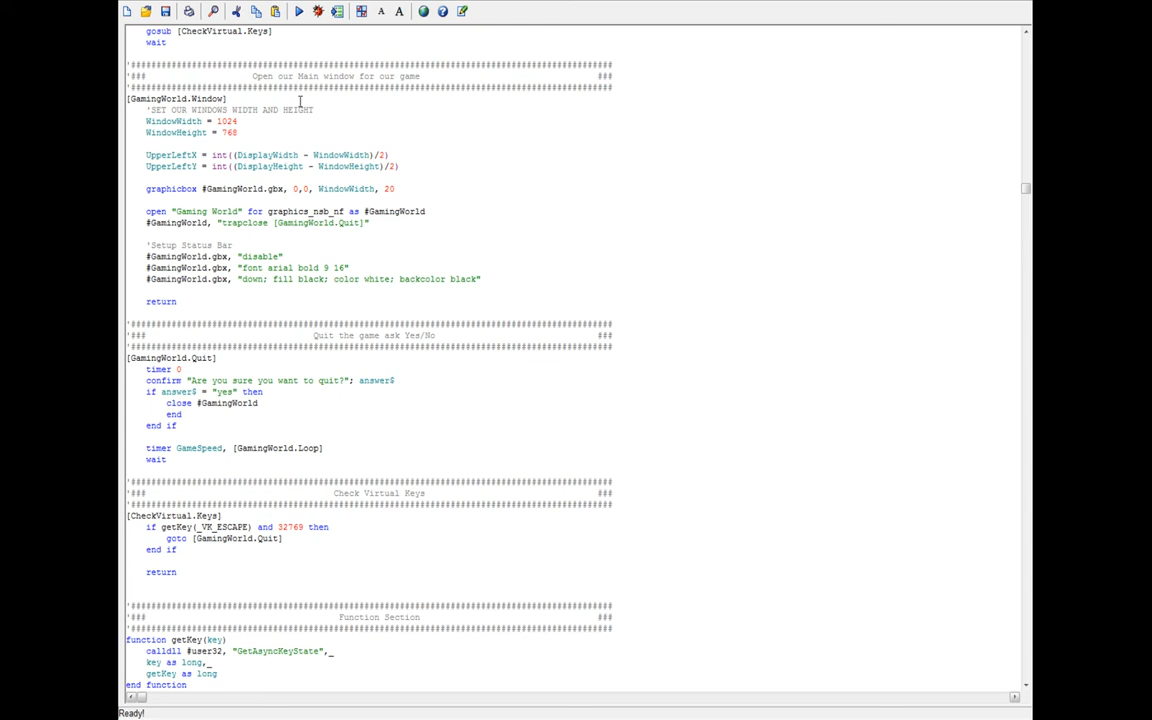 gosub [CheckVirtual.Keys]
wait
'###############################################################################################
'### Open our Main window for our game ###
'###############################################################################################
[GamingWorld.Window]
'SET OUR WINDOWS WIDTH AND HEIGHT
WindowWidth = 1024
WindowHeight = 768
UpperLeftX = int((DisplayWidth - WindowWidth)/2)
UpperLeftY = int((DisplayHeight - WindowHeight)/2)
graphicbox #GamingWorld.gbx, 0,0, WindowWidth, 20
open "Gaming World" for graphics_nsb_nf as #GamingWorld
#GamingWorld, "trapclose [GamingWorld.Quit]"
'Setup Status Bar
#GamingWorld.gbx, "disable"
#GamingWorld.gbx, "font arial bold 9 16"
#GamingWorld.gbx, "down; fill black; color white; backcolor black"
return
'###############################################################################################
'### Quit the game ask Yes/No ###
'###############################################################################################
[GamingWorld.Quit]
timer 0
confirm "Are you sure you want to quit?"; answer$
if answer$ = "yes" then
close #GamingWorld
end
end if
timer GameSpeed, [GamingWorld.Loop]
wait
'###############################################################################################
'### Check Virtual Keys ###
'###############################################################################################
[CheckVirtual.Keys]
if getKey(_VK_ESCAPE) and 32769 then
goto [GamingWorld.Quit]
end if
return
'###############################################################################################
'### Function Section ###
'###############################################################################################
function getKey(key)
calldll #user32, "GetAsyncKeyState",_
key as long,_
getKey as long
end function
Ready!